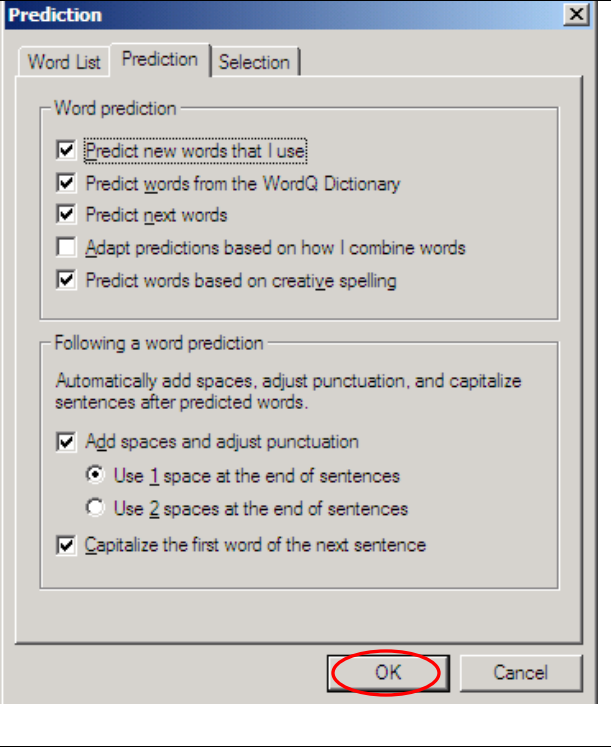 Prediction
Word List Prediction Selection
Word prediction
Predict new words that I use
Predict words from the WordQ Dictionary
Predict next words
Adapt predictions based on how I combine words
Predict words based on creative spelling
Following a word prediction
Automatically add spaces, adjust punctuation, and capitalize
sentences after predicted words.
Add spaces and adjust punctuation
Use 1 space at the end of sentences
Use 2 spaces at the end of sentences
Capitalize the first word of the next sentence
OK Cancel